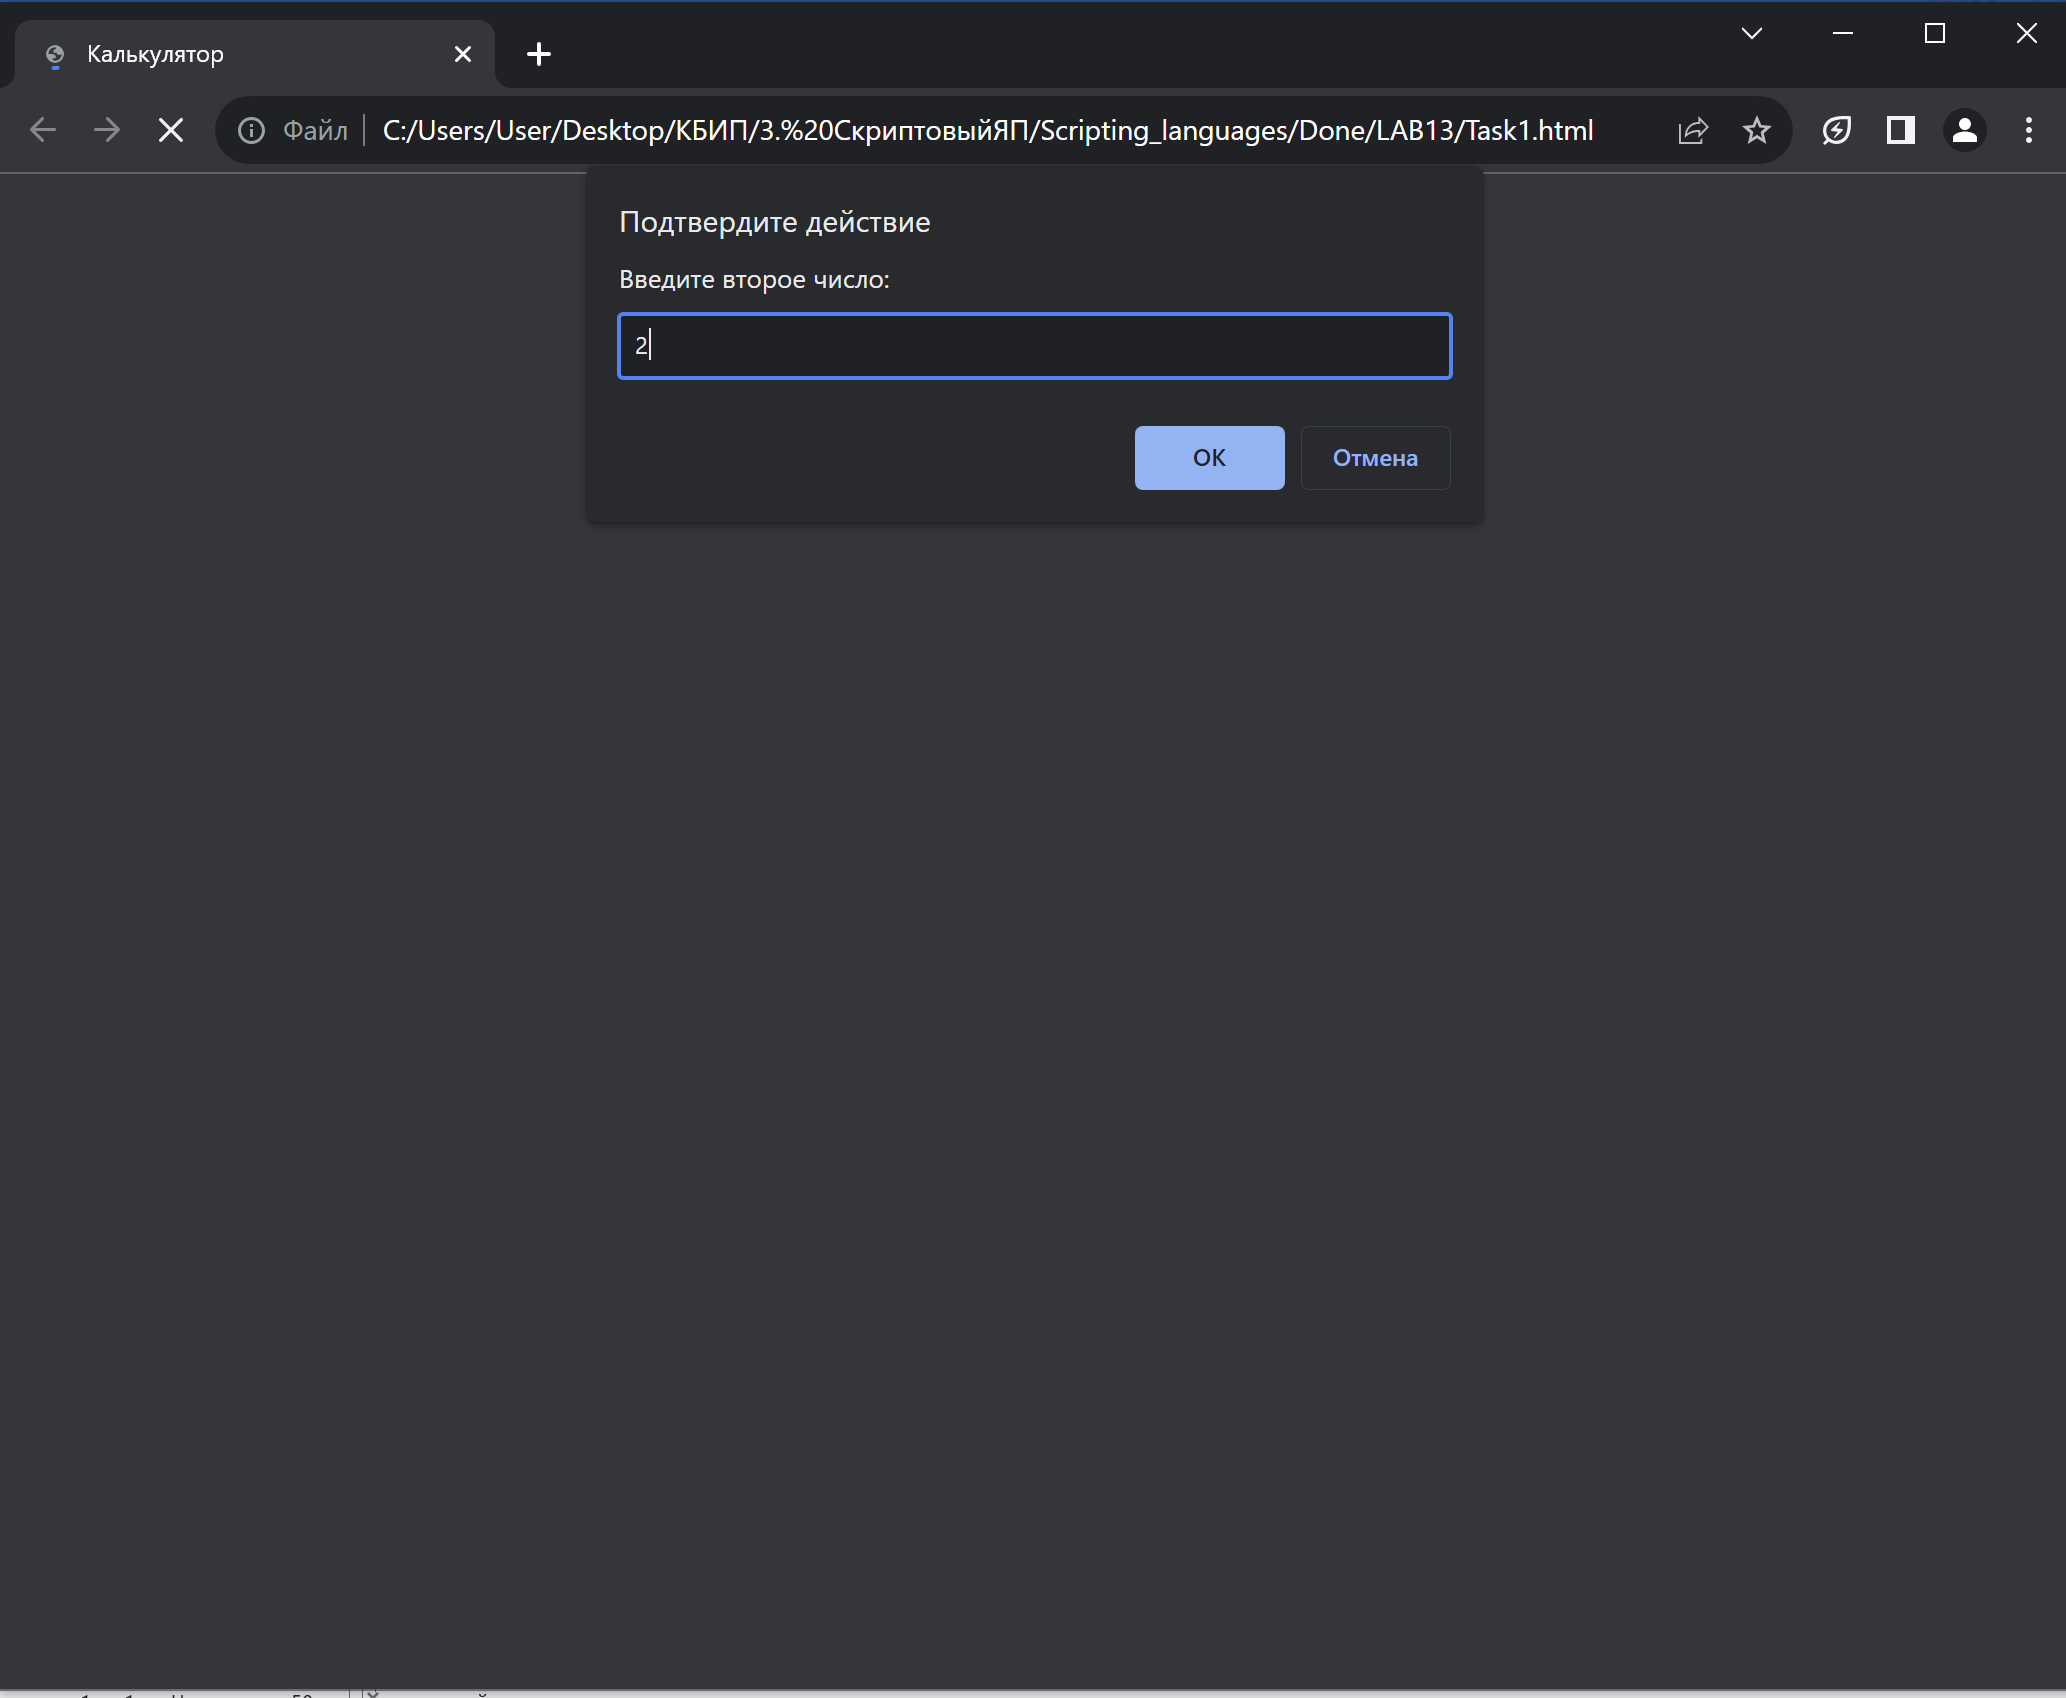 Калькулятор
Файл
C:/Users/User/Desktop/КБИП/3.%20СкриптовыйЯП/Scripting_languages/Done/LAB13/Task1.html
Подтвердите действие
Введите второе число:
2
ОК
Отмена